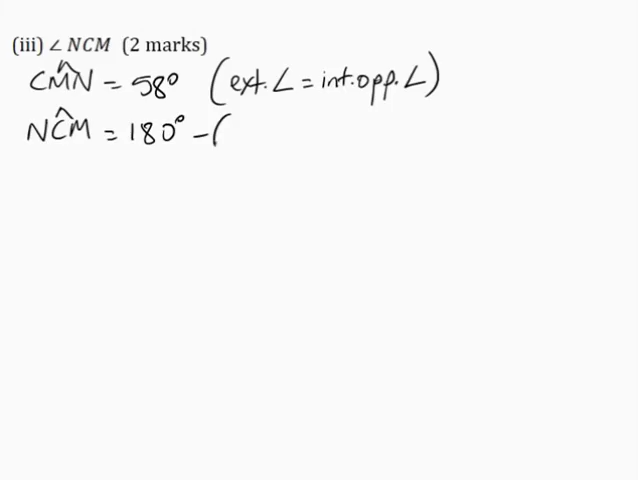 (iii) ∠ NCM (2 marks)
CM̂N = 58° (ext.∠ = int.opp.∠)
NĈM = 180° – (